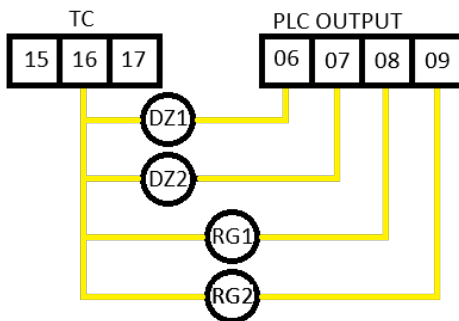 TC PLC OUTPUT
15 16 17 06 07 08 09
DZ1
DZ2
RG1
RG2